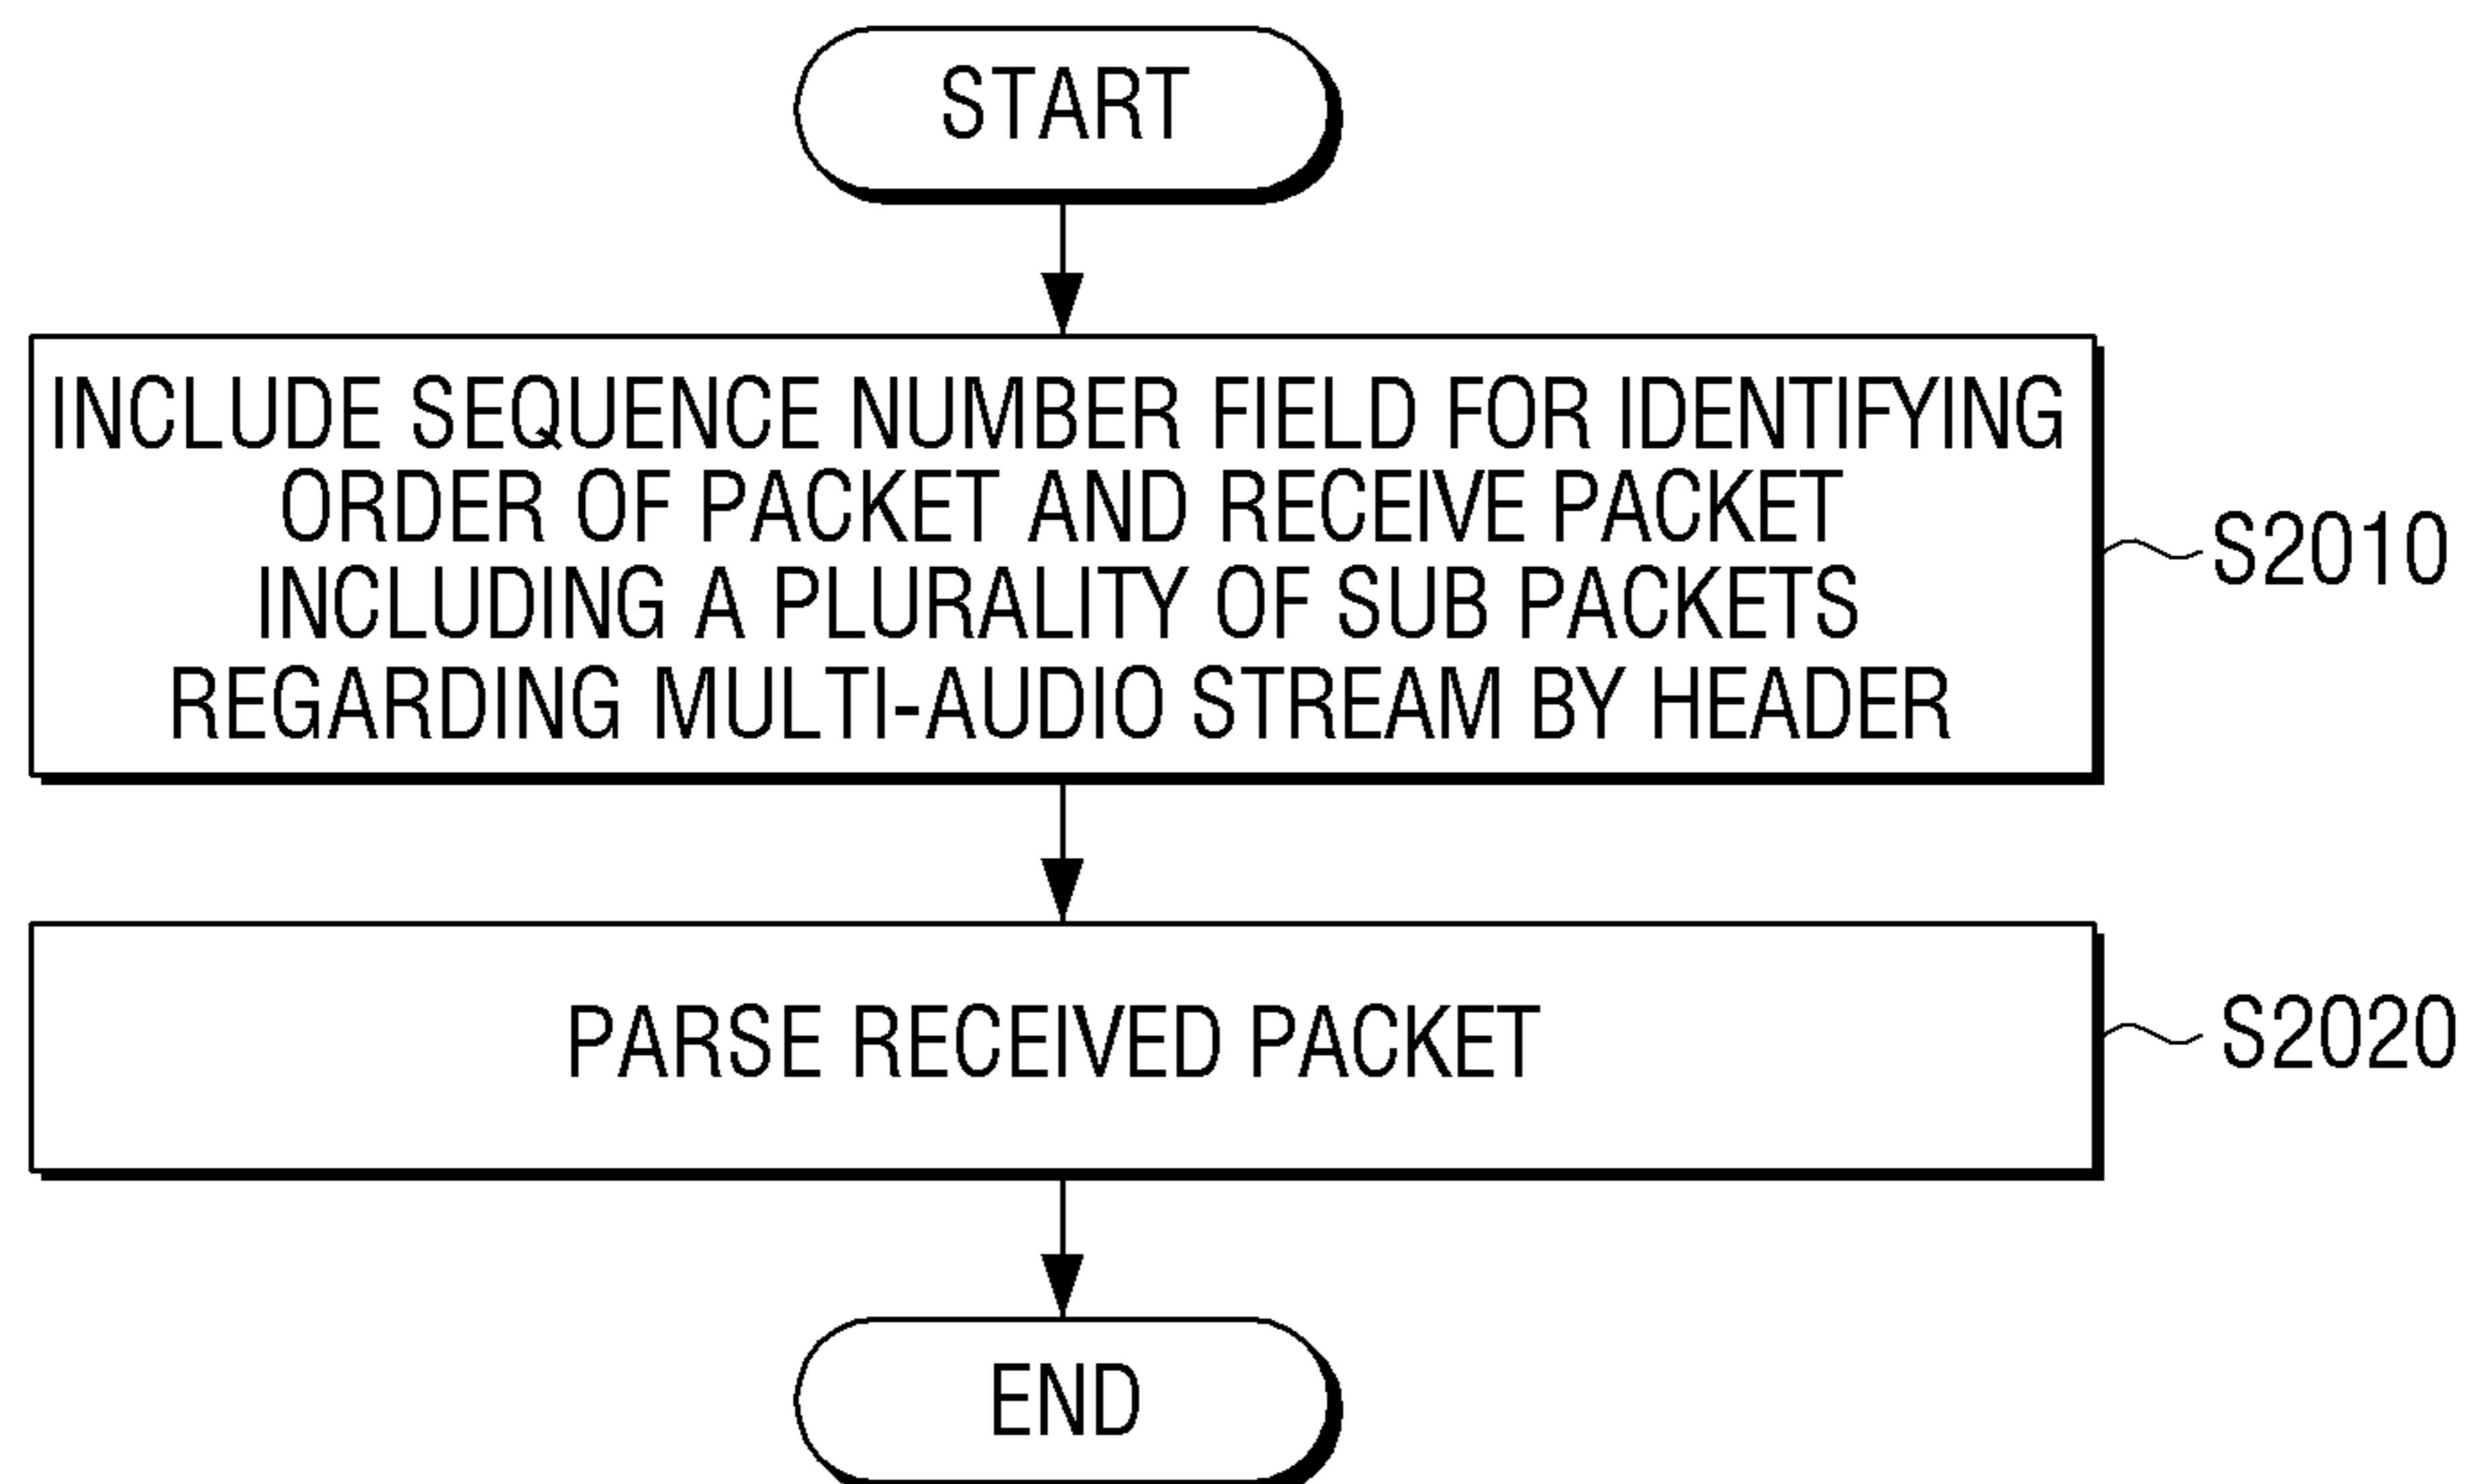 START
INCLUDE SEQUENCE NUMBER FIELD FOR IDENTIFYING
ORDER OF PACKET AND RECEIVE PACKET
INCLUDING A PLURALITY OF SUB PACKETS
REGARDING MULTI-AUDIO STREAM BY HEADER
S2010
PARSE RECEIVED PACKET
S2020
END